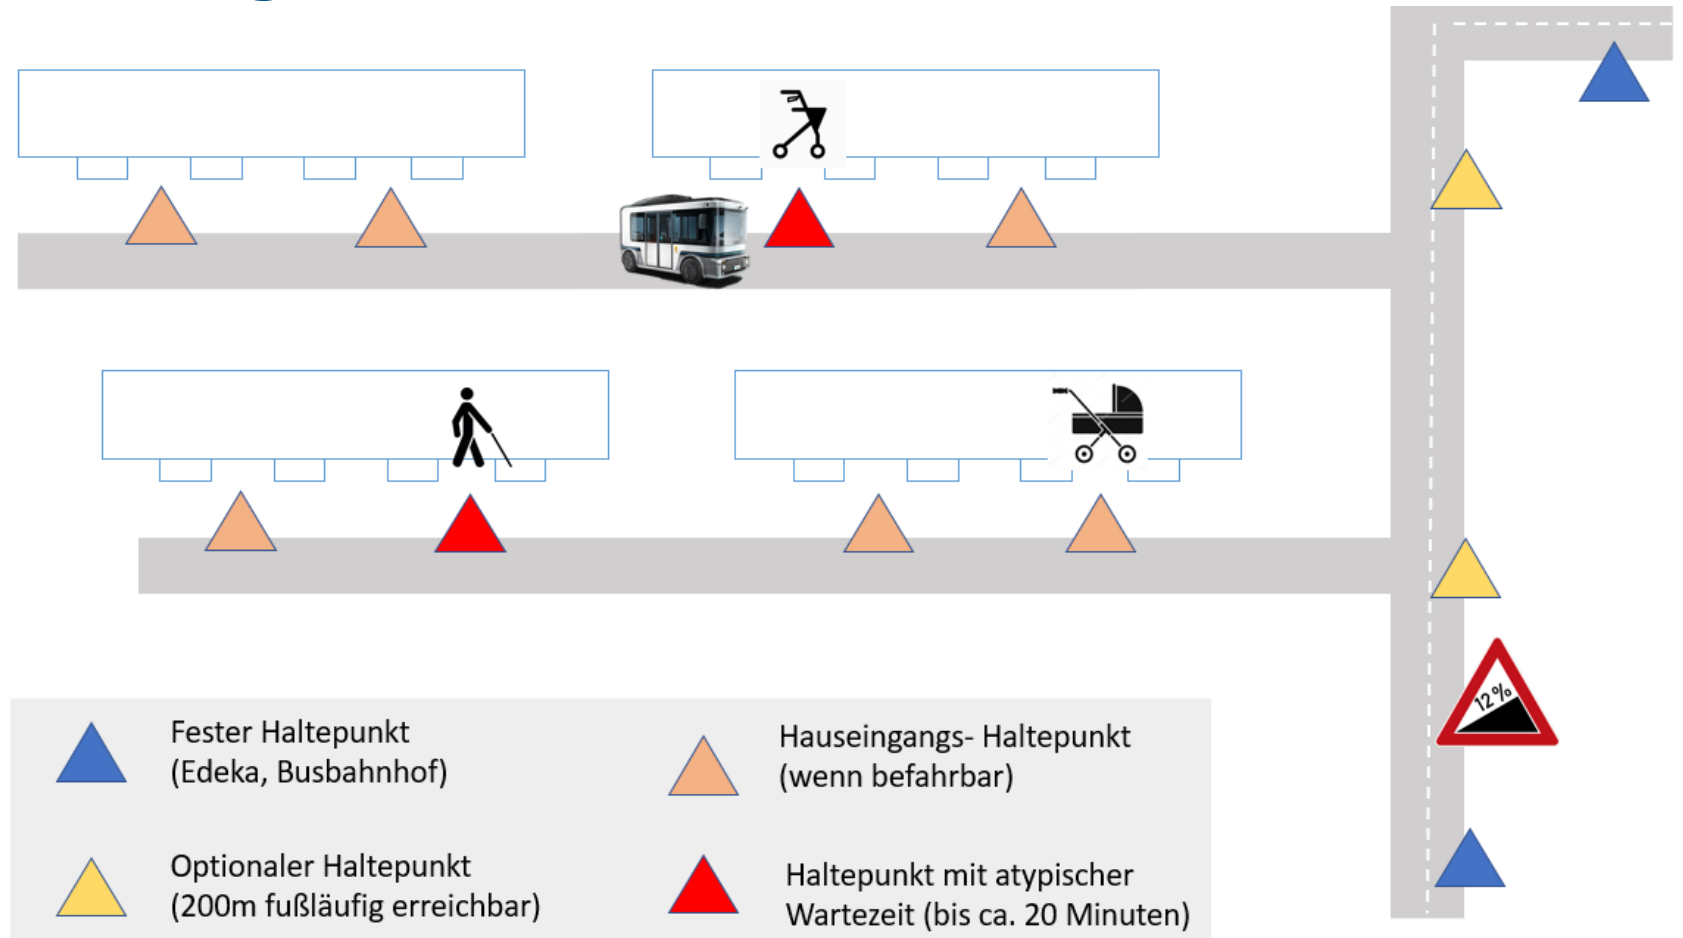 12%
Fester Haltepunkt
(Edeka, Busbahnhof)
Hauseingangs- Haltepunkt
(wenn befahrbar)
Optionaler Haltepunkt
(200m fußläufig erreichbar)
Haltepunkt mit atypischer
Wartezeit (bis ca. 20 Minuten)